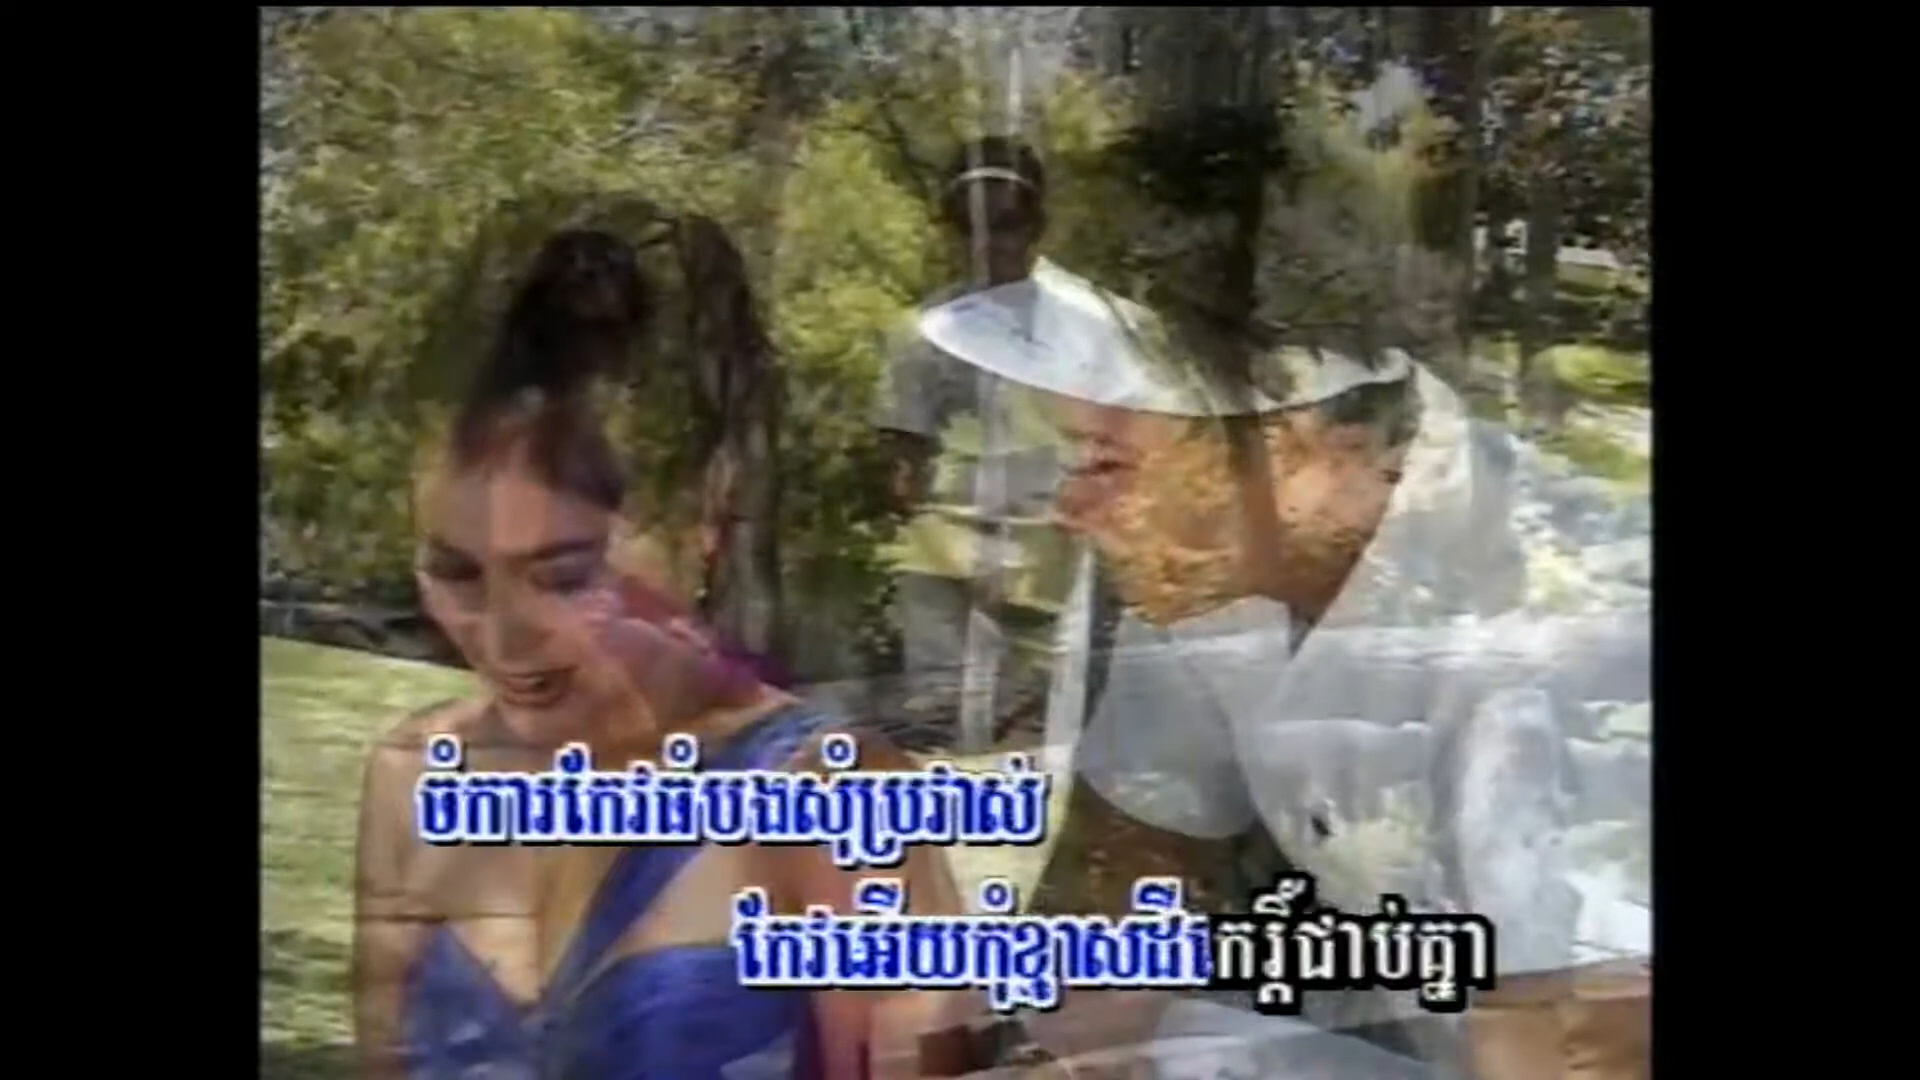 ចំការកែវធំបងសុំប្រវាស់
កែវអើយកុំខ្មាសដីកេរ្តិ៍ជាប់គ្នា